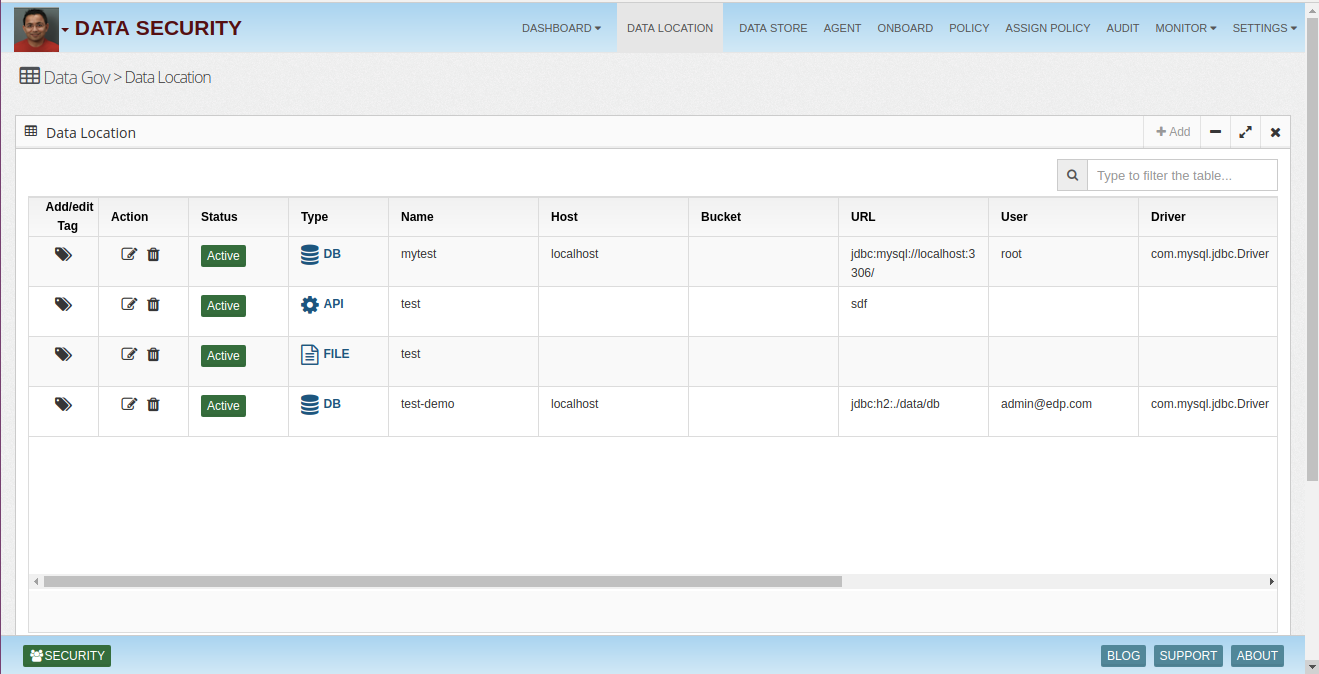 DATA SECURITY
DASHBOARD DATA LOCATION DATA STORE AGENT ONBOARD POLICY ASSIGN POLICY AUDIT MONITOR SETTINGS
Data Gov > Data Location
Data Location
Add
Type to filter the table...
Add/edit
Tag
Action Status Type Name Host Bucket URL User Driver
Active DB mytest localhost jdbc:mysql://localhost:3 root com.mysql.jdbc.Driver
306/
Active API test sdf
Active FILE test
Active DB test-demo localhost jdbc:h2:./data/db admin@edp.com com.mysql.jdbc.Driver
SECURITY BLOG SUPPORT ABOUT